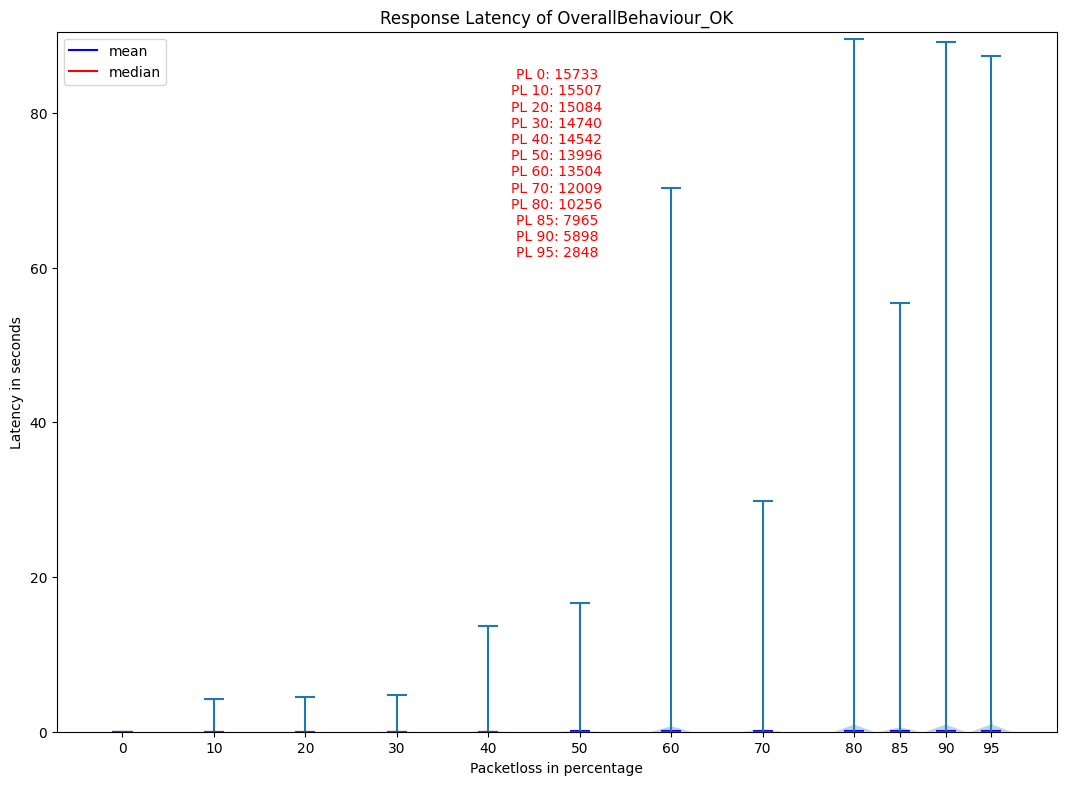 Response Latency of OverallBehaviour_OK
mean
median
PL 0: 15733
PL 10: 15507
PL 20: 15084
PL 30: 14740
PL 40: 14542
PL 50: 13996
PL 60: 13504
PL 70: 12009
PL 80: 10256
PL 85: 7965
PL 90: 5898
PL 95: 2848
Latency in seconds
80
60
40
20
0
0 10 20 30 40 50 60 70 80 85 90 95
Packetloss in percentage